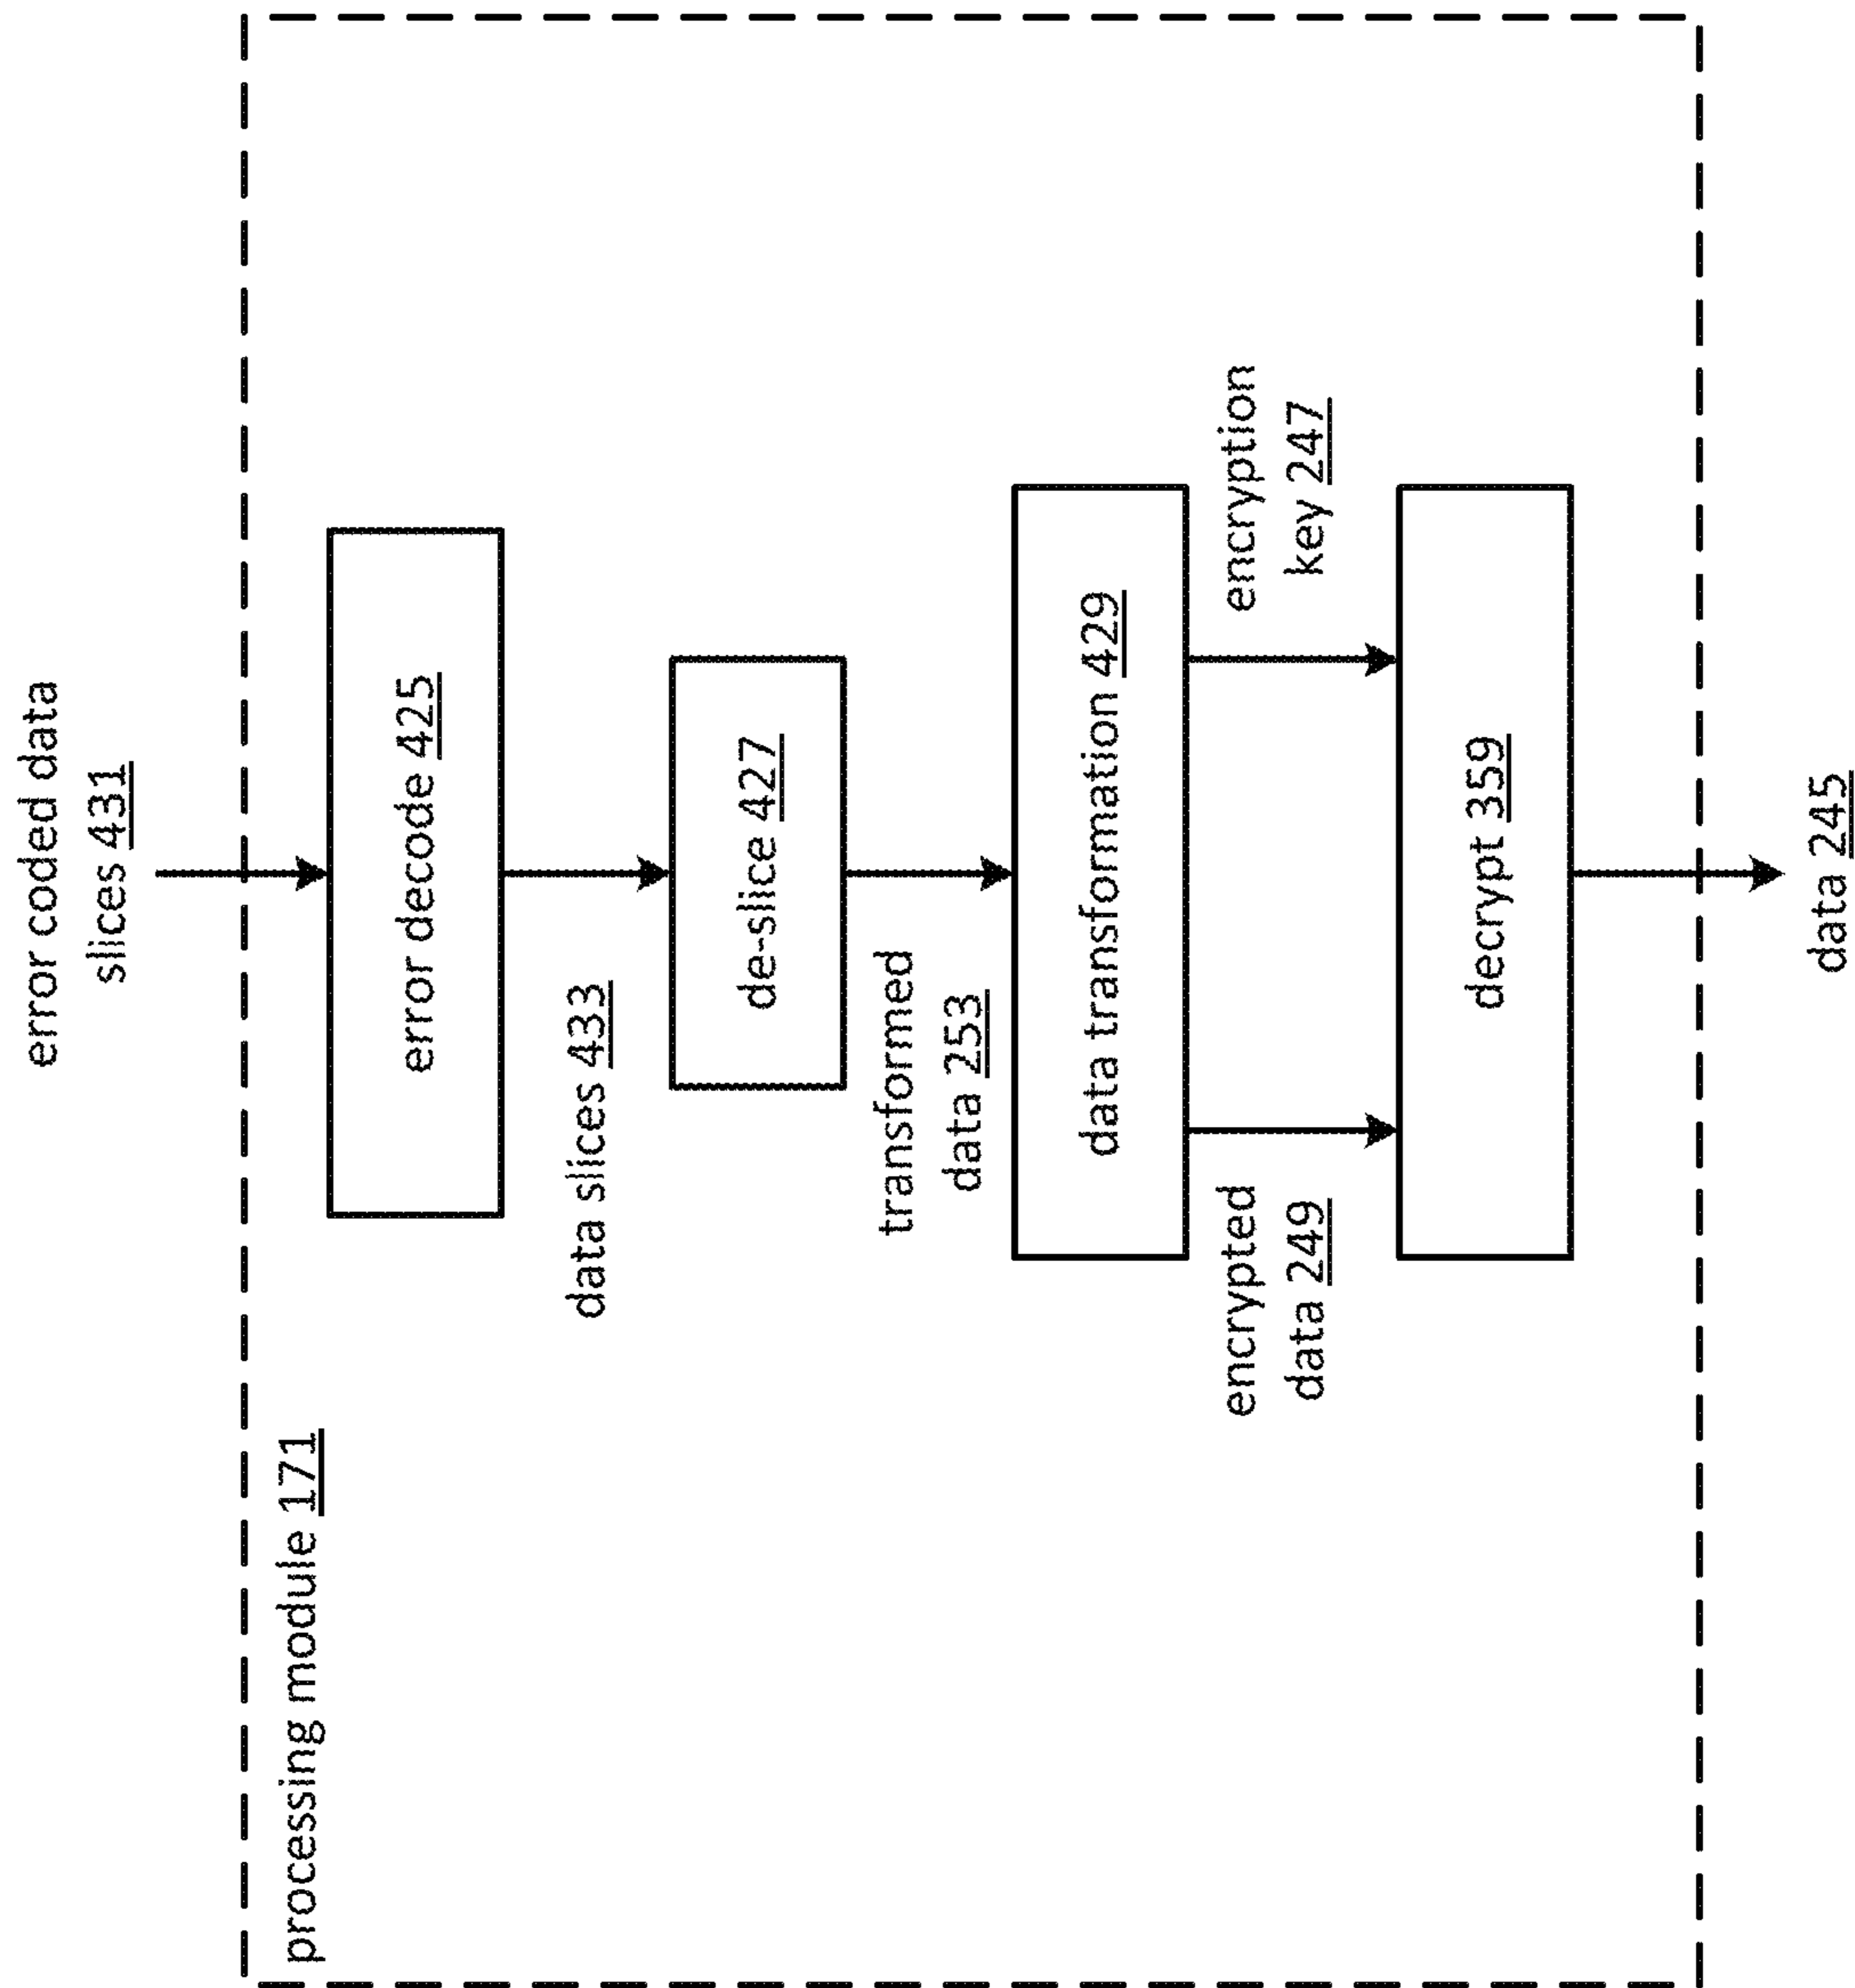 error coded data
slices 431
processing module 171
error decode 425
data slices 433
de-slice 427
transformed
data 253
data transformation 429
encrypted
data 249
encryption
key 247
decrypt 359
data 245